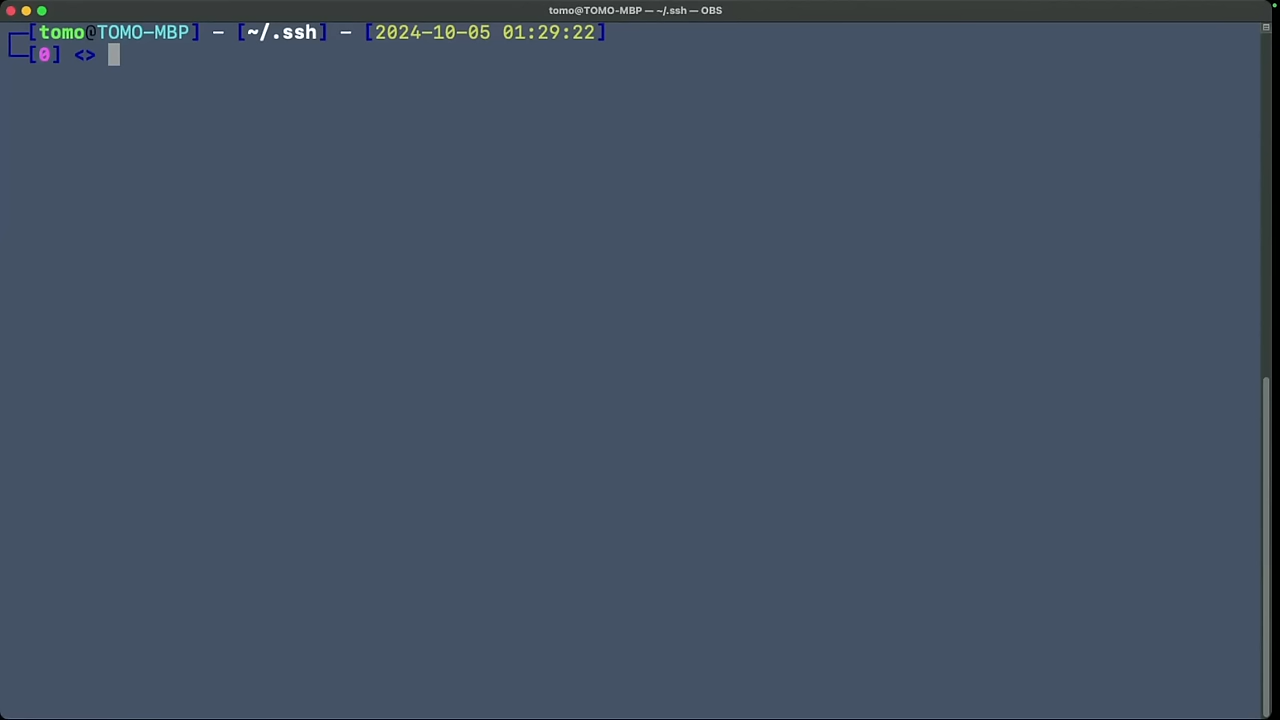 tomo@TOMO-MBP — ~/.ssh — OBS
┌─[tomo@TOMO-MBP] – [~/.ssh] – [2024-10-05 01:29:22]
└─[0] <>